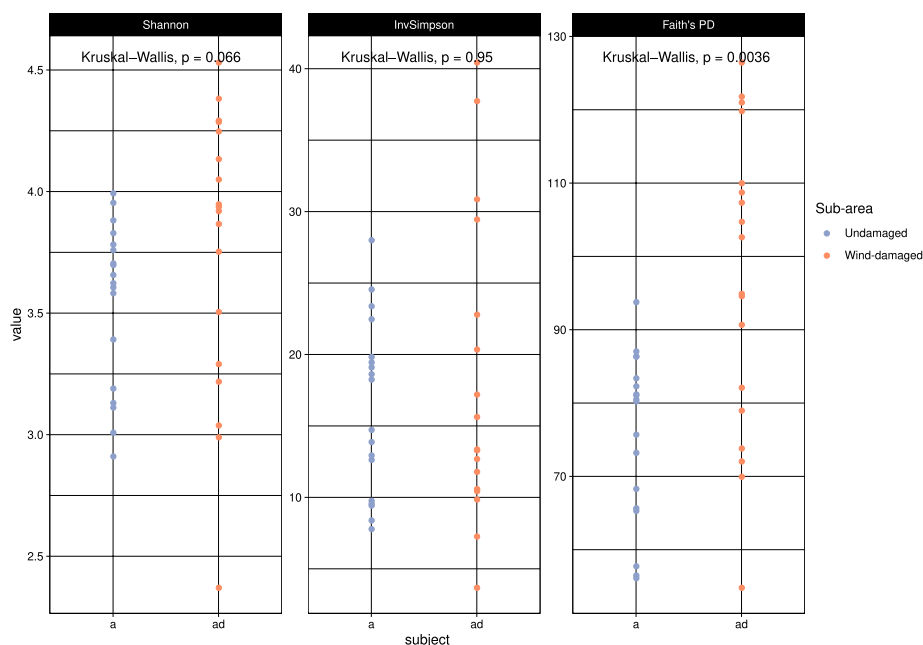 Shannon
InvSimpson
Faith's PD
Kruskal–Wallis, p = 0.066
Kruskal–Wallis, p = 0.95
Kruskal–Wallis, p = 0.0036
4.5
4.0
3.5
3.0
2.5
40
30
20
10
130
110
90
70
value
a
ad
a
ad
a
ad
subject
Sub-area
Undamaged
Wind-damaged